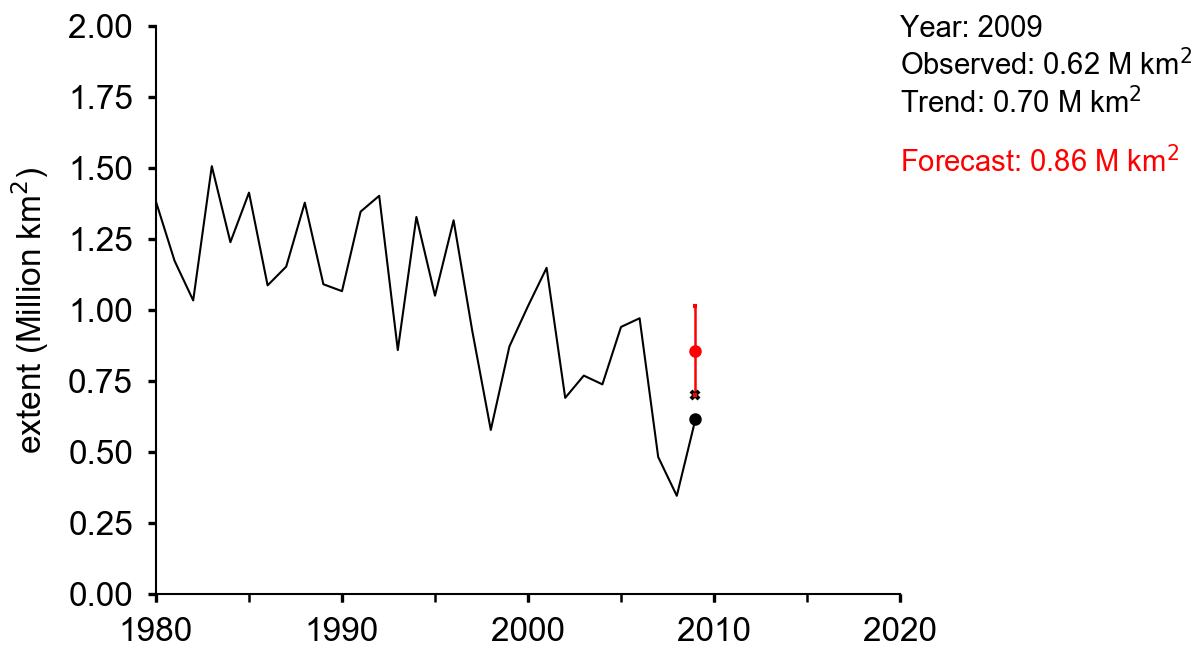 Year: 2009
Observed: 0.62 M km²
Trend: 0.70 M km²
Forecast: 0.86 M km²
extent (Million km²)
2.00
1.75
1.50
1.25
1.00
0.75
0.50
0.25
0.00
1980 1990 2000 2010 2020